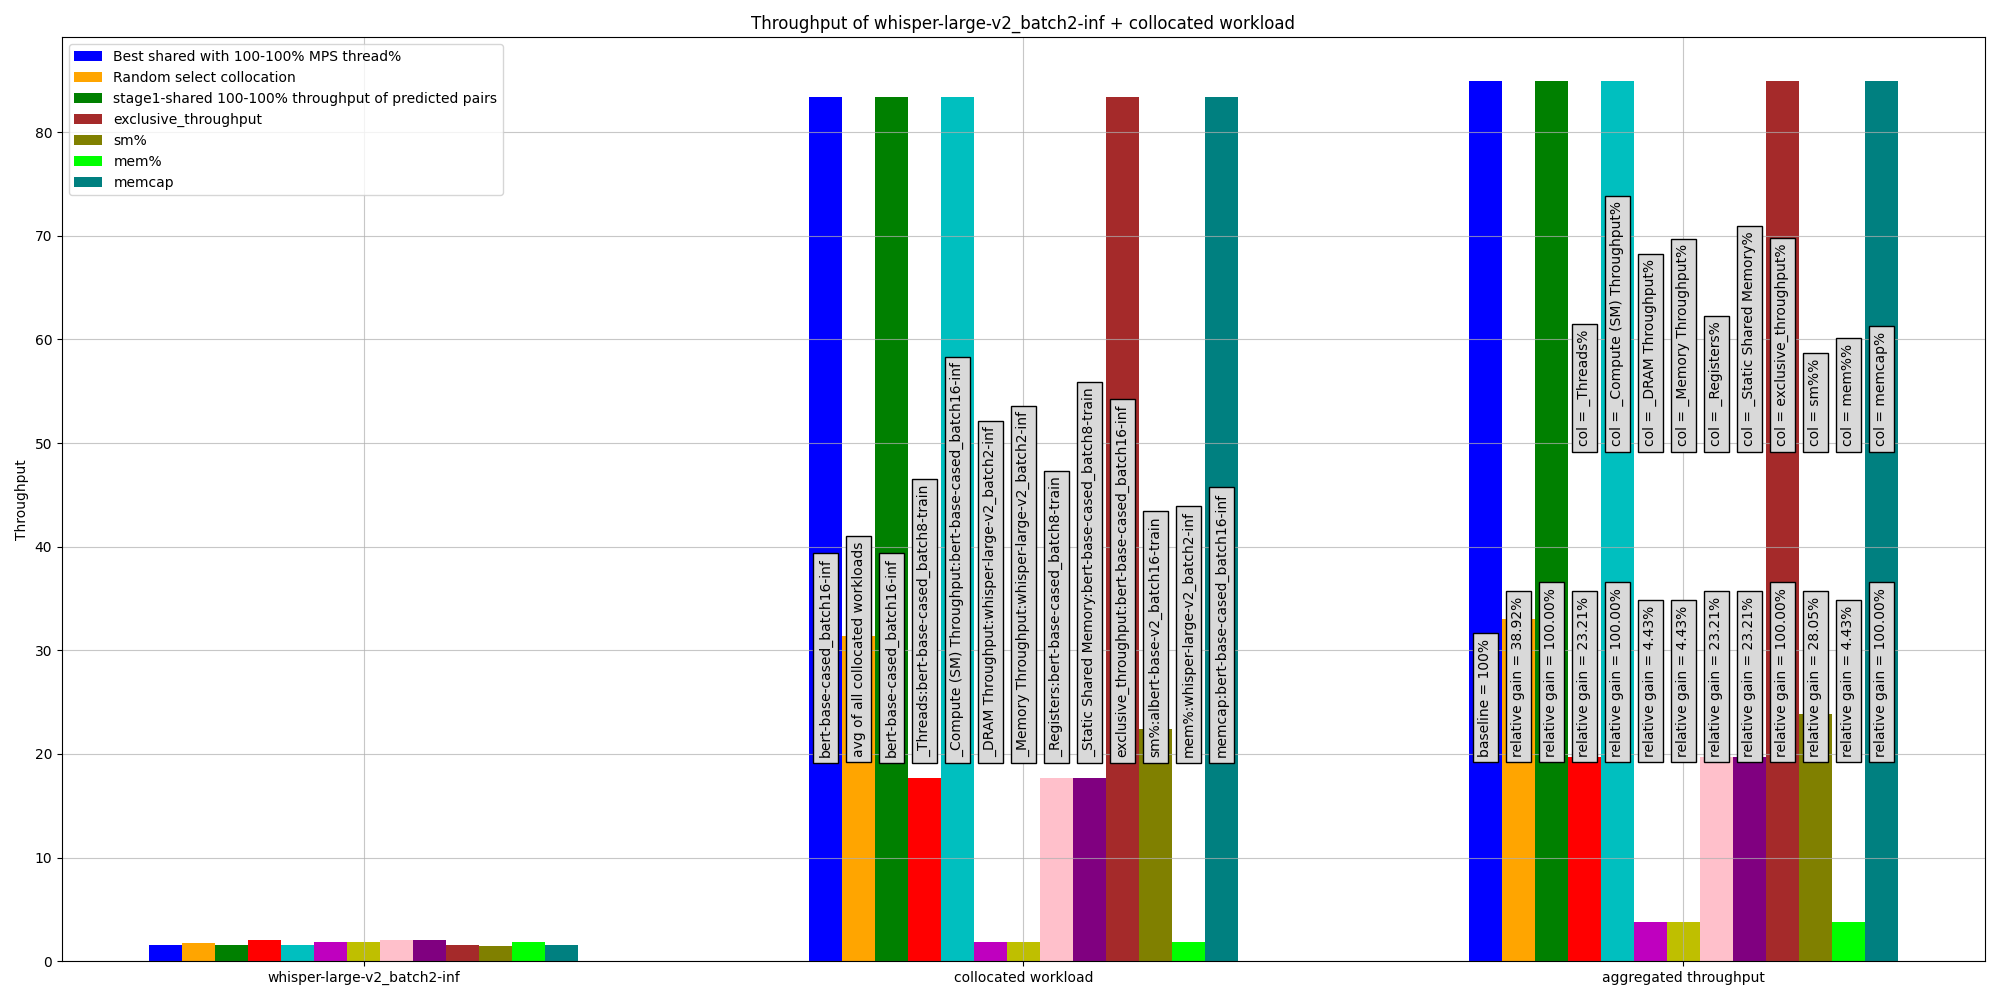 Throughput of whisper-large-v2_batch2-inf + collocated workload
Best shared with 100-100% MPS thread%
Random select collocation
stage1-shared 100-100% throughput of predicted pairs
exclusive_throughput
sm%
mem%
memcap
Throughput
80
70
60
50
40
30
20
10
0
bert-base-cased_batch16-inf
avg of all collocated workloads
bert-base-cased_batch16-inf
_Threads:bert-base-cased_batch8-train
_Compute (SM) Throughput:bert-base-cased_batch16-inf
_DRAM Throughput:whisper-large-v2_batch2-inf
_Memory Throughput:whisper-large-v2_batch2-inf
_Registers:bert-base-cased_batch8-train
_Static Shared Memory:bert-base-cased_batch8-train
exclusive_throughput:bert-base-cased_batch16-inf
sm%:albert-base-v2_batch16-train
mem%:whisper-large-v2_batch2-inf
memcap:bert-base-cased_batch16-inf
col = _Threads%
col = _Compute (SM) Throughput%
col = _DRAM Throughput%
col = _Memory Throughput%
col = _Registers%
col = _Static Shared Memory%
col = exclusive_throughput%
col = sm%%
col = mem%%
col = memcap%
baseline = 100%
relative gain = 38.92%
relative gain = 100.00%
relative gain = 23.21%
relative gain = 100.00%
relative gain = 4.43%
relative gain = 4.43%
relative gain = 23.21%
relative gain = 23.21%
relative gain = 100.00%
relative gain = 28.05%
relative gain = 4.43%
relative gain = 100.00%
whisper-large-v2_batch2-inf
collocated workload
aggregated throughput